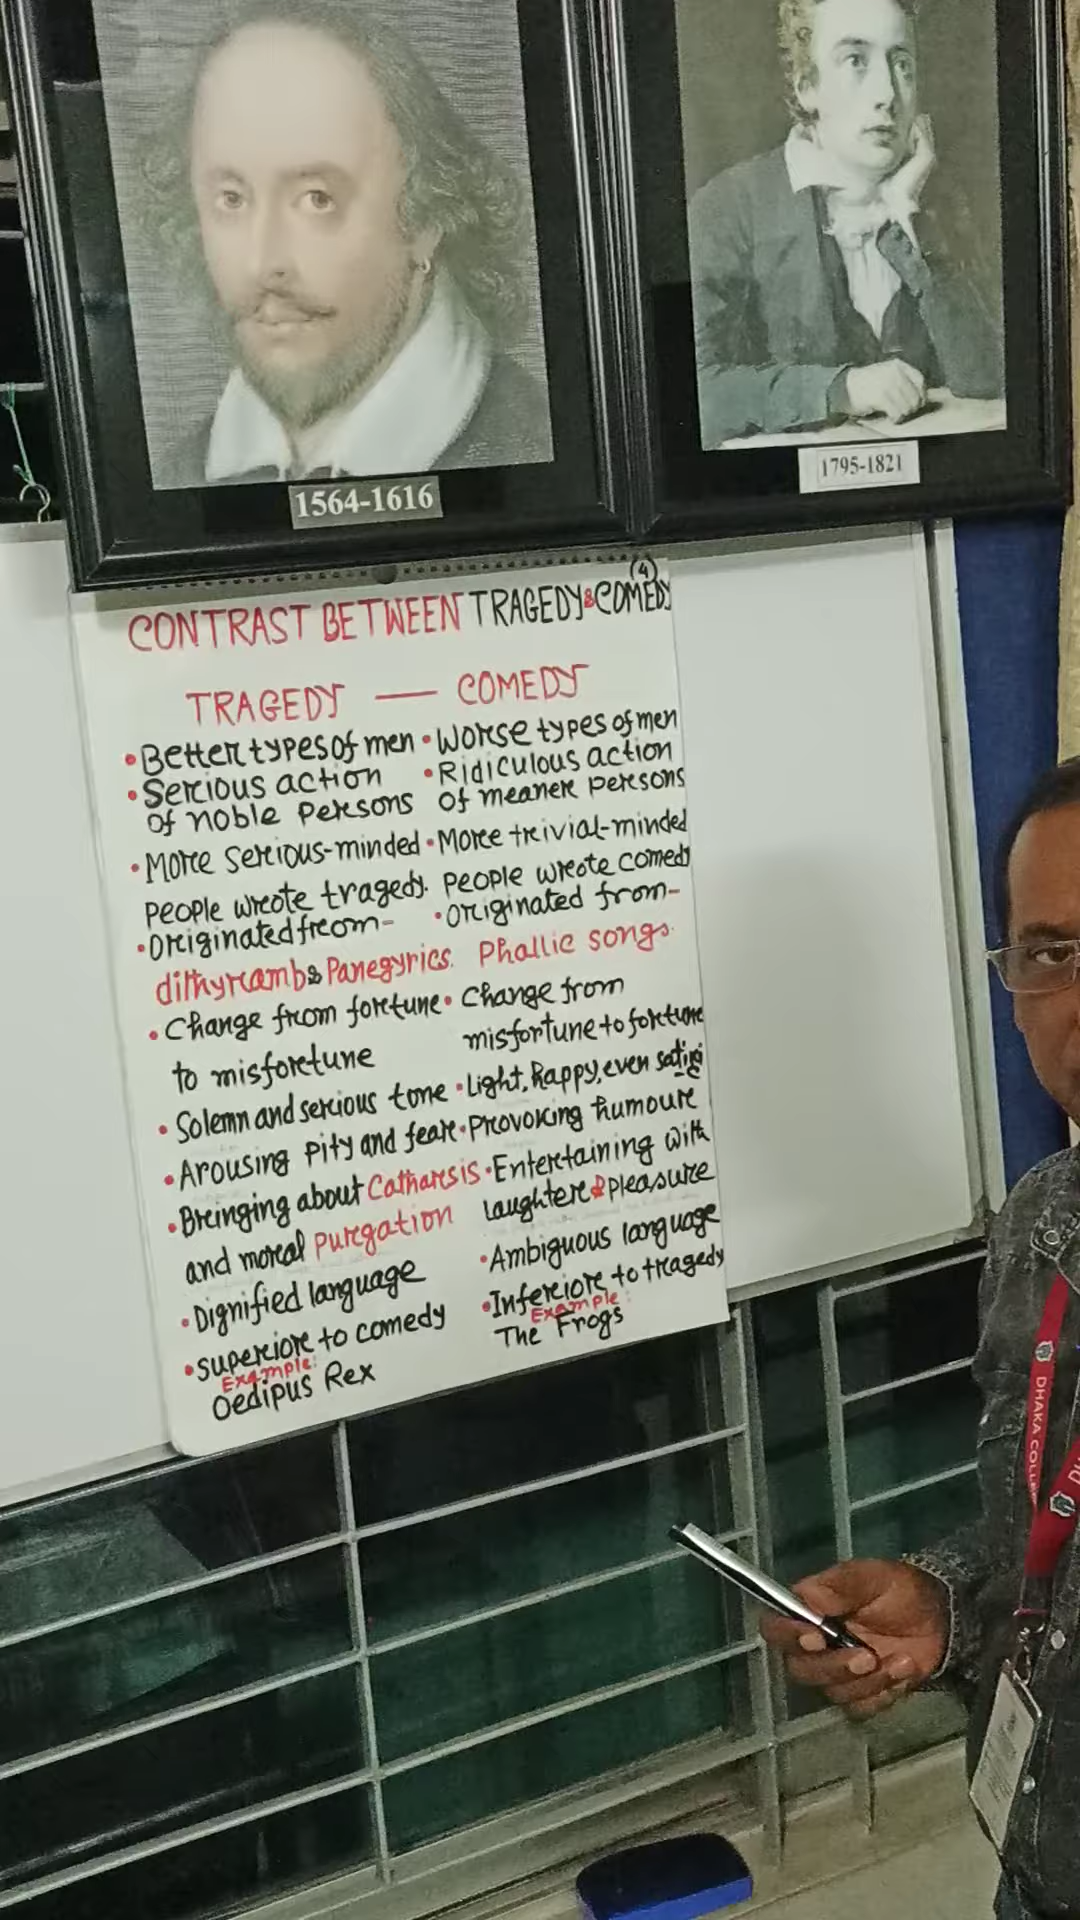 1564-1616
1795-1821
(4)
CONTRAST BETWEEN TRAGEDY & COMEDY
TRAGEDY — COMEDY
• Better types of men • Worse types of men
• Serious action • Ridiculous action
of noble persons of meaner persons
• More serious-minded • More trivial-minded
people wrote tragedy. people wrote comedy
• Originated from- • Originated from-
dithyramb & Panegyrics. Phallic songs.
• Change from fortune • Change from
to misfortune misfortune to fortune
• Solemn and serious tone • Light, Happy, even
• Arousing pity and fear • Provoking humour
• Bringing about Catharsis • Entertaining with
and moral purgation laughter & pleasure
• Dignified language • Ambiguous language
• superior to comedy • Inferior to tragedy
Example: Example:
Oedipus Rex The Frogs
DHAKA COLLEGE